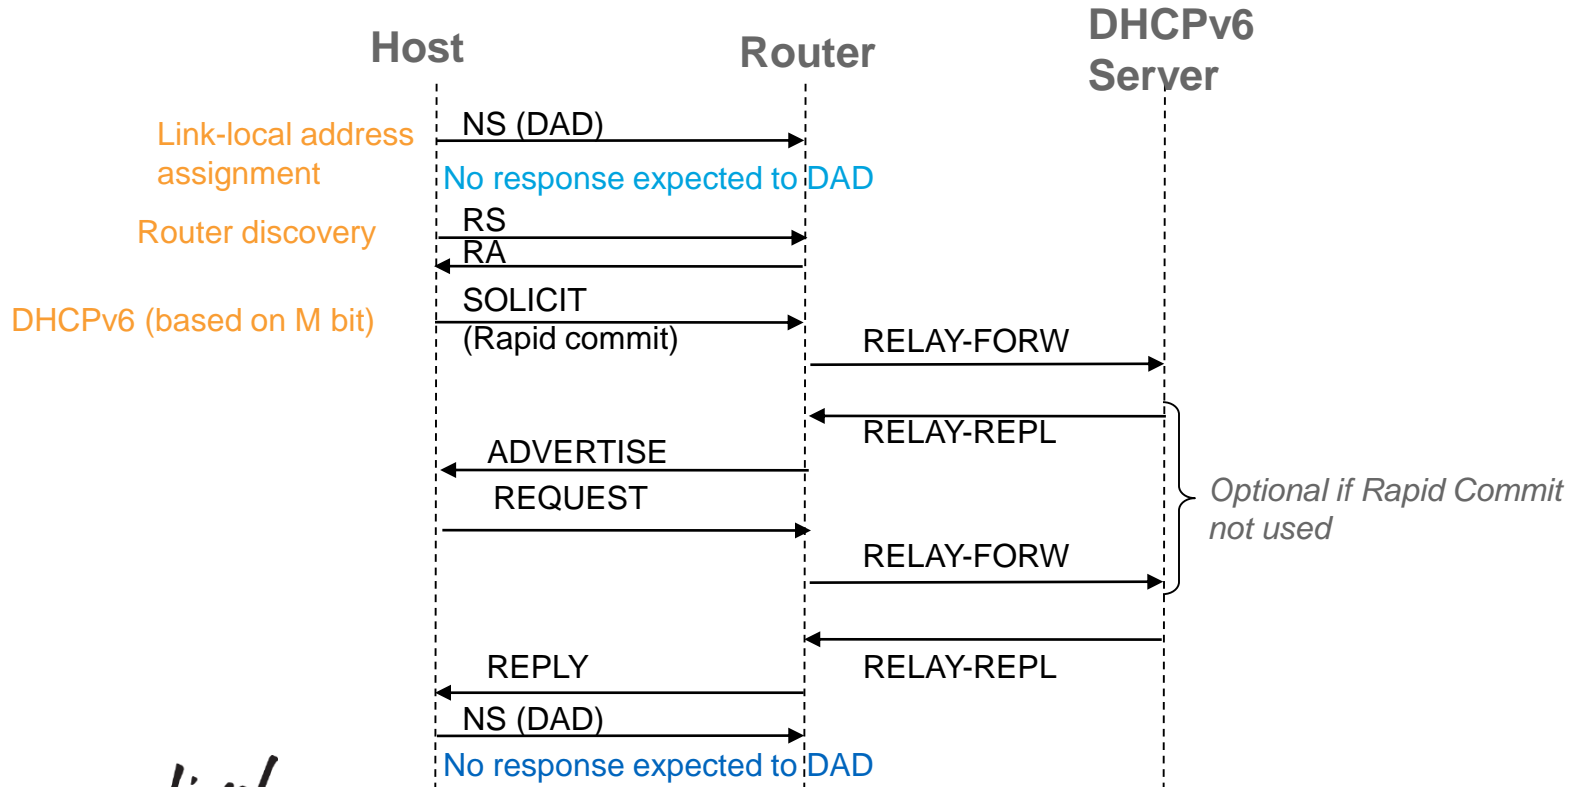 Host
Router
DHCPv6
Server
Link-local address
assignment
NS (DAD)
No response expected to DAD
Router discovery
RS
RA
DHCPv6 (based on M bit)
SOLICIT
(Rapid commit)
RELAY-FORW
RELAY-REPL
ADVERTISE
REQUEST
Optional if Rapid Commit
not used
RELAY-FORW
REPLY
RELAY-REPL
NS (DAD)
No response expected to DAD